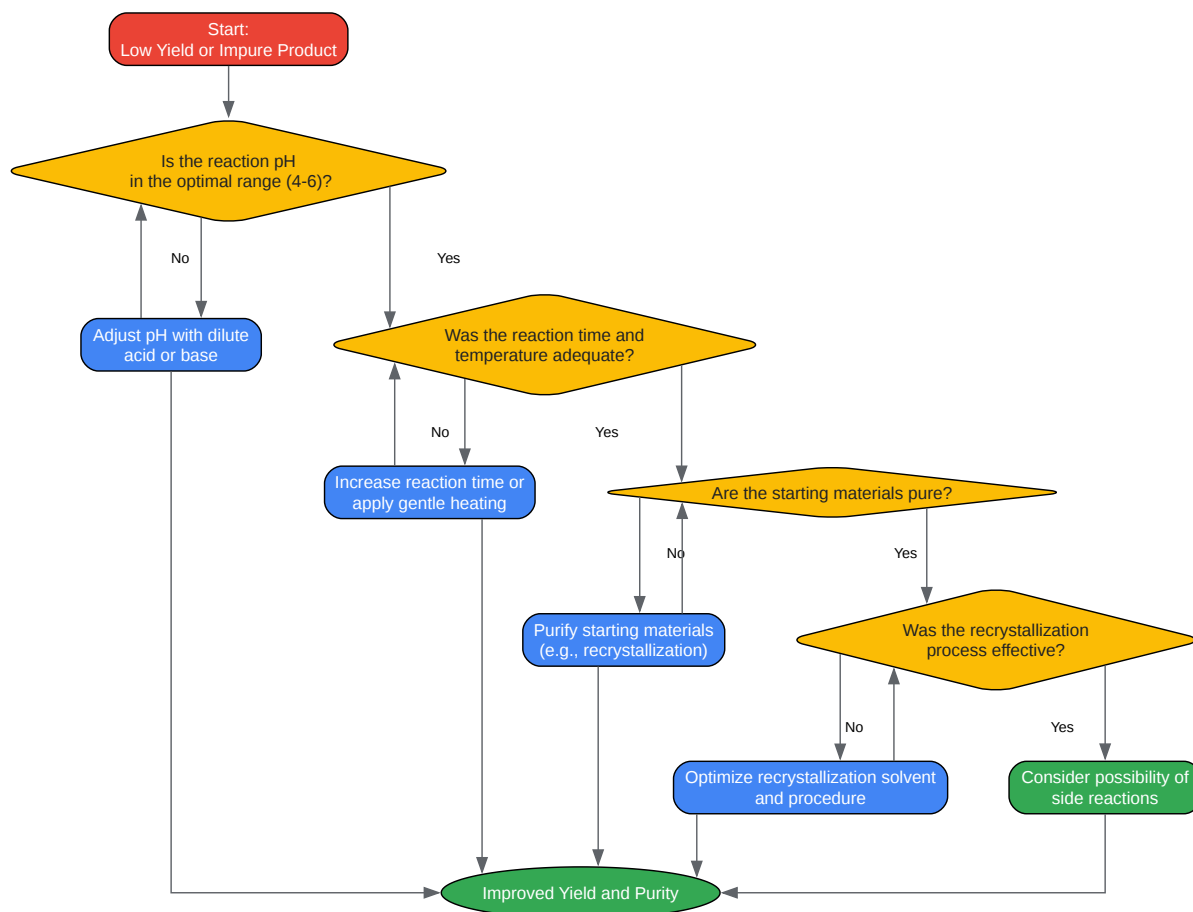 Start:
Low Yield or Impure Product
Is the reaction pH
in the optimal range (4-6)?
No
Yes
Adjust pH with dilute
acid or base
Was the reaction time and
temperature adequate?
No
Yes
Increase reaction time or
apply gentle heating
Are the starting materials pure?
No
Yes
Purify starting materials
(e.g., recrystallization)
Was the recrystallization
process effective?
No
Yes
Optimize recrystallization solvent
and procedure
Consider possibility of
side reactions
Improved Yield and Purity